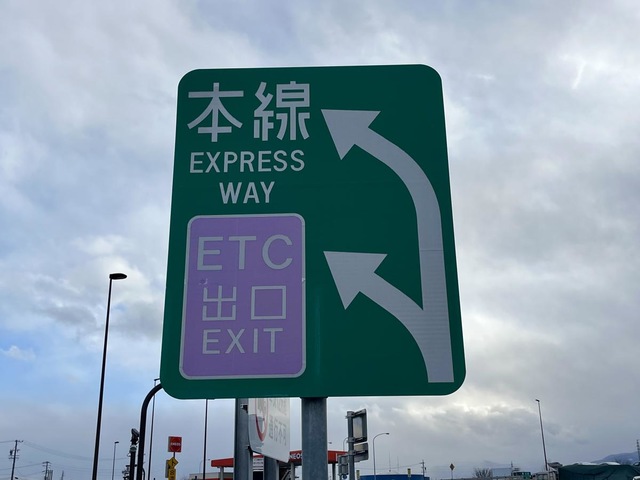 本線
EXPRESS
WAY
ETC
出口
EXIT